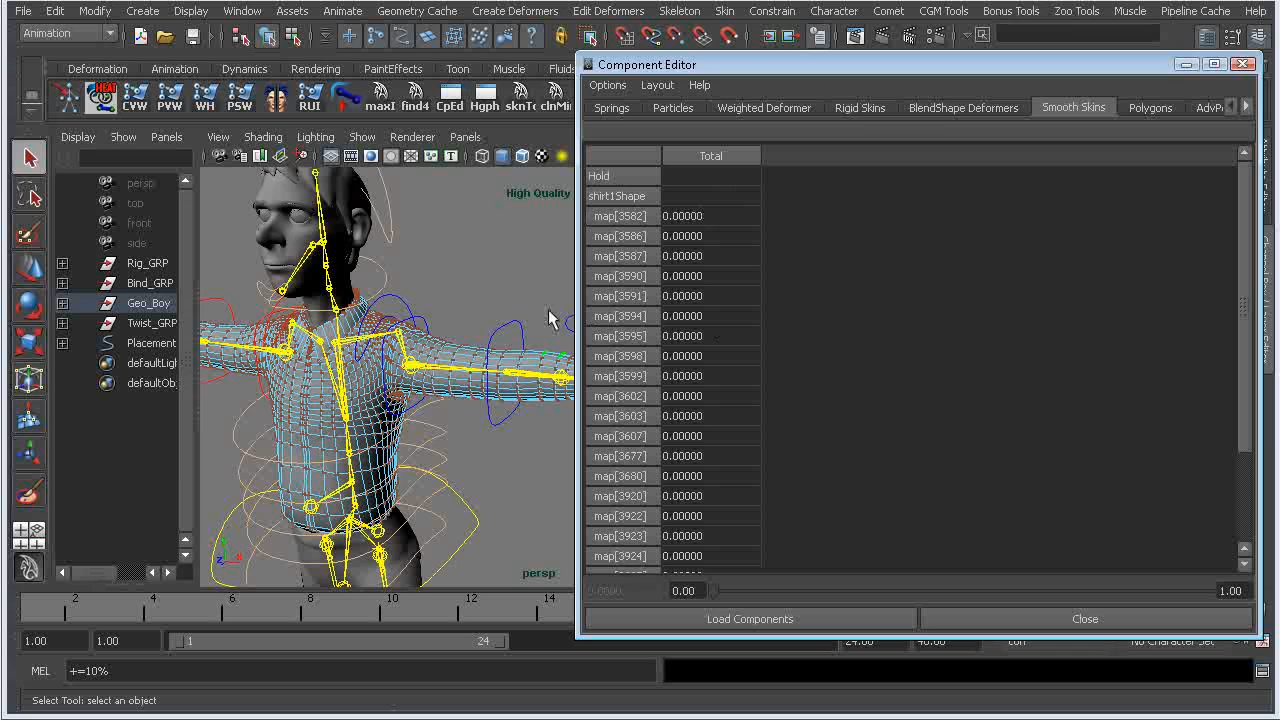 File Edit Modify Create Display Window Assets Animate Geometry Cache Create Deformers Edit Deformers Skeleton Skin Constrain Character Comet CGM Tools Bonus Tools Zoo Tools Muscle Pipeline Cache Help
Animation
Component Editor
Deformation Animation Dynamics Rendering PaintEffects Toon Muscle Fluids
Options Layout Help
CVW PVW WH PSW RUI maxI find4 CpEd Hgph
Springs Particles Weighted Deformer Rigid Skins BlendShape Deformers Smooth Skins Polygons
Display Show Panels View Shading Lighting Show Renderer Panels
Total
Hold
shirt1Shape
map[3582] 0.00000
map[3586] 0.00000
map[3587] 0.00000
map[3590] 0.00000
map[3591] 0.00000
map[3594] 0.00000
map[3595] 0.00000
map[3598] 0.00000
map[3599] 0.00000
map[3602] 0.00000
map[3603] 0.00000
map[3607] 0.00000
map[3677] 0.00000
map[3680] 0.00000
map[3920] 0.00000
map[3922] 0.00000
map[3923] 0.00000
map[3924] 0.00000
High Quality
persp
top
front
side
Rig_GRP
Bind_GRP
Geo_Boy
Twist_GRP
Placement
defaultLig
defaultOb
z
persp
0.00 1.00
Load Components Close
2 4 6 8 10 12 14
1.00 1.00 1 24
MEL +=10%
Select Tool: select an object